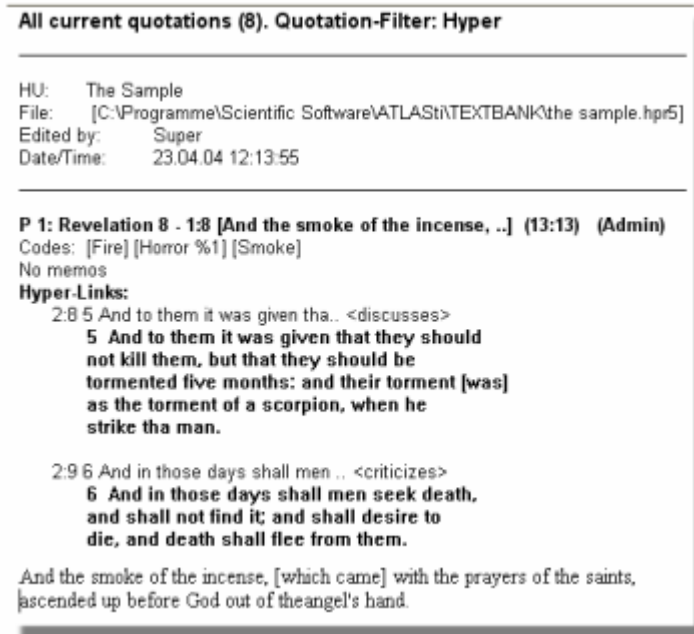 All current quotations (8). Quotation-Filter: Hyper
HU: The Sample
File: [C:\Programme\Scientific Software\ATLASti\TEXTBANK\the sample.hpr5]
Edited by: Super
Date/Time: 23.04.04 12:13:55
P 1: Revelation 8 - 1:8 [And the smoke of the incense, ..] (13:13) (Admin)
Codes: [Fire] [Horror %1] [Smoke]
No memos
Hyper-Links:
2:8 5 And to them it was given tha.. <discusses>
5 And to them it was given that they should
not kill them, but that they should be
tormented five months: and their torment [was]
as the torment of a scorpion, when he
strike tha man.
2:9 6 And in those days shall men .. <criticizes>
6 And in those days shall men seek death,
and shall not find it; and shall desire to
die, and death shall flee from them.
And the smoke of the incense, [which came] with the prayers of the saints,
ascended up before God out of theangel's hand.